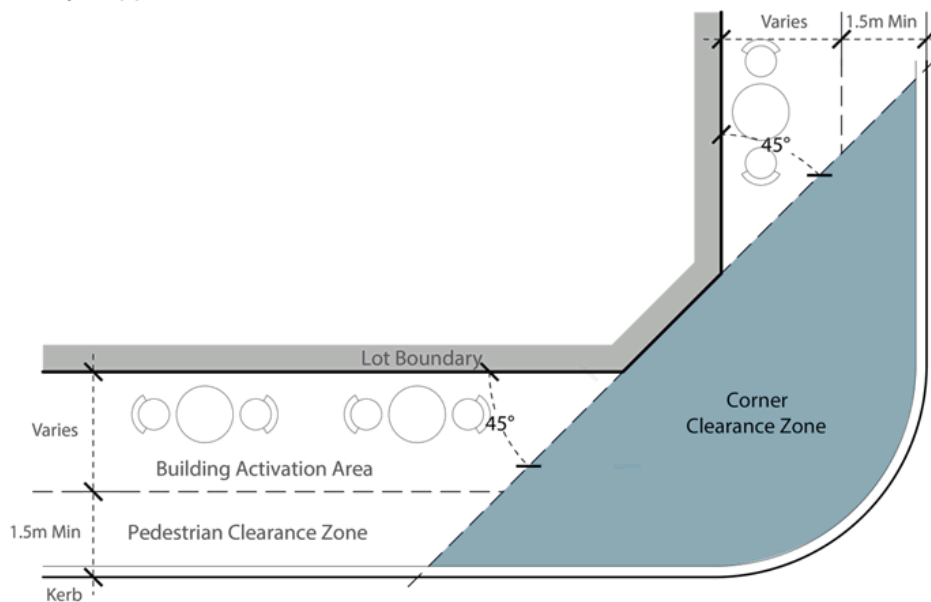 Varies
1.5m Min
45°
Lot Boundary
Corner
Clearance Zone
45°
Varies
Building Activation Area
1.5m Min
Pedestrian Clearance Zone
Kerb